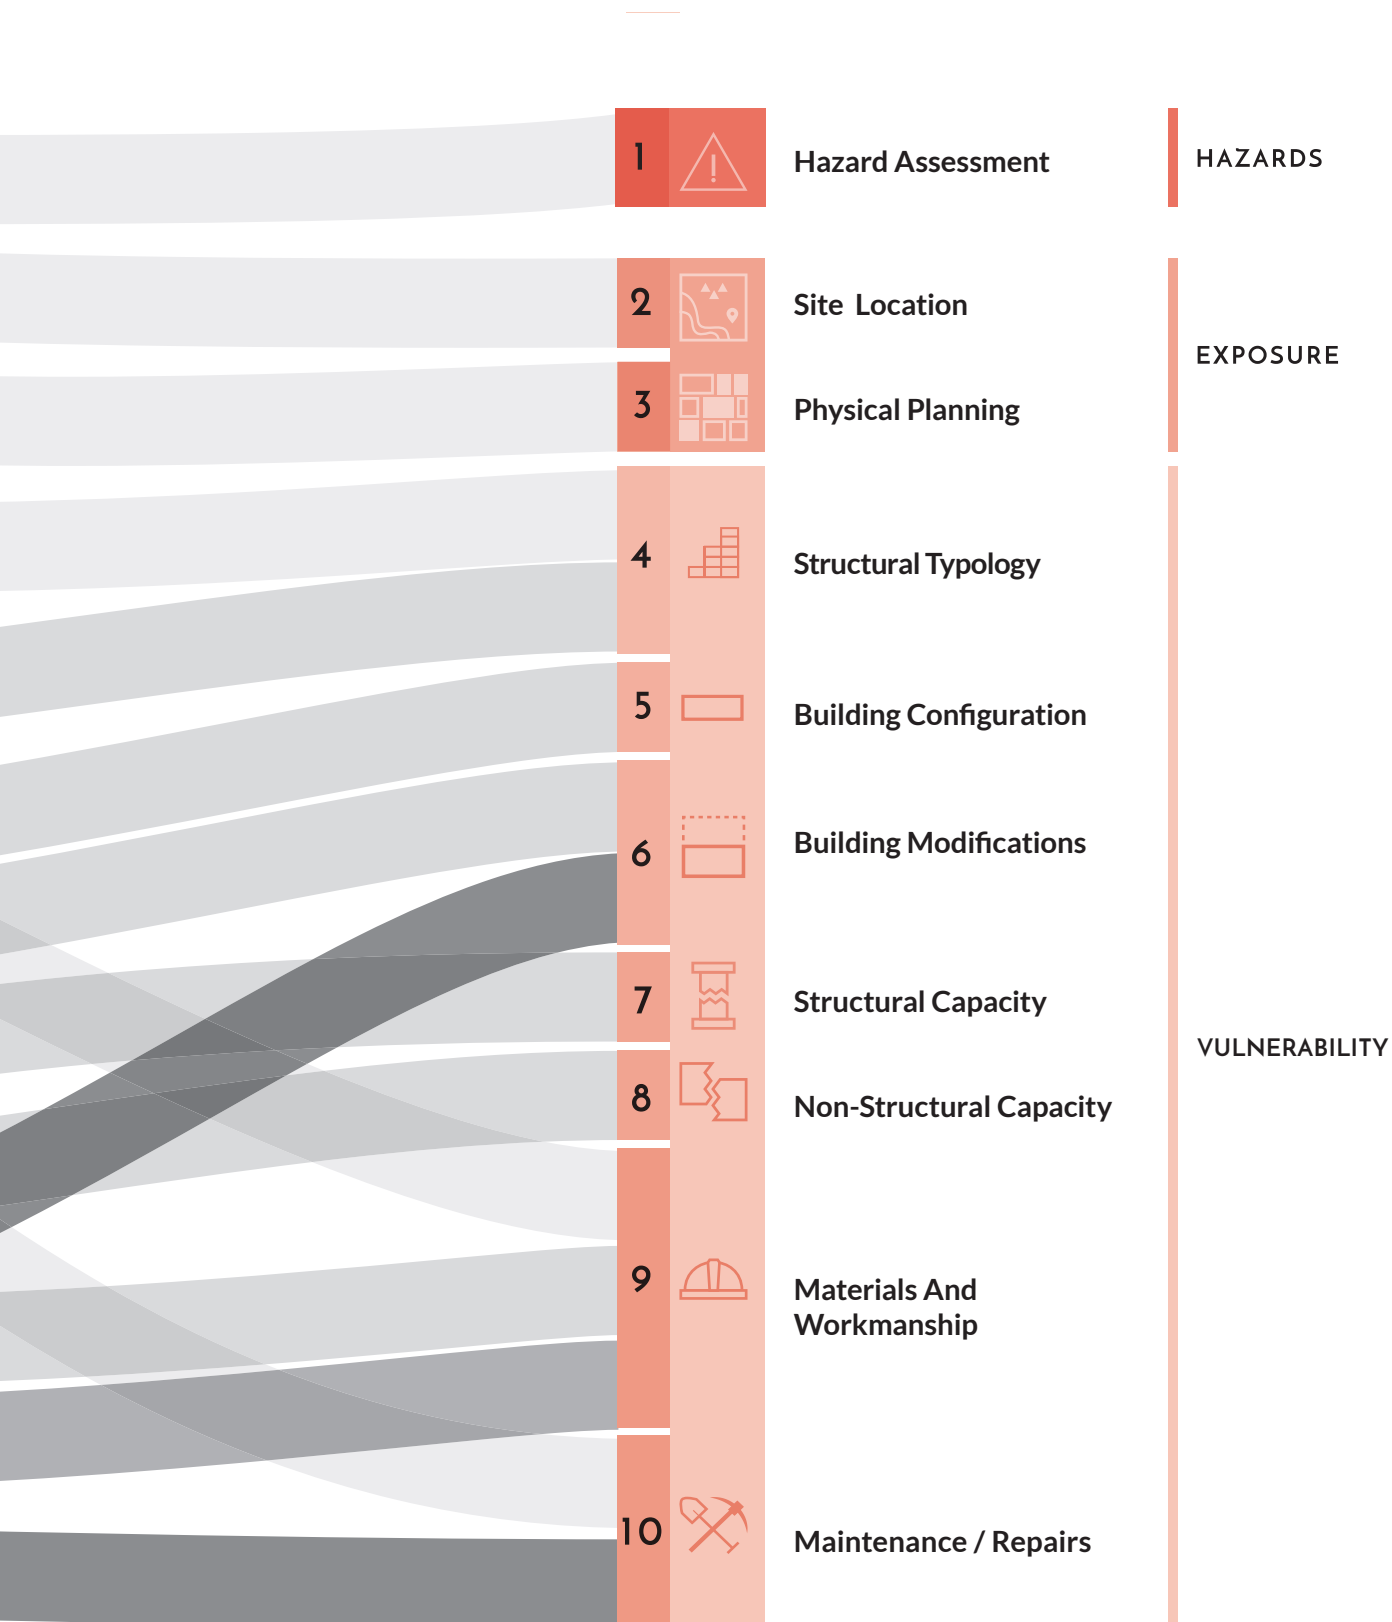 1 Hazard Assessment HAZARDS
2 Site Location
EXPOSURE
3 Physical Planning
4 Structural Typology
5 Building Configuration
6 Building Modifications
7 Structural Capacity
VULNERABILITY
8 Non-Structural Capacity
9 Materials And
Workmanship
10 Maintenance / Repairs